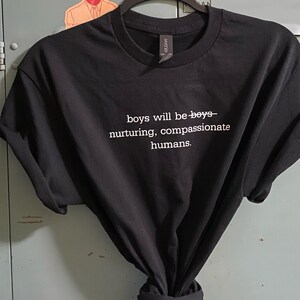 boys will be ~~boys~~
nurturing, compassionate
humans.